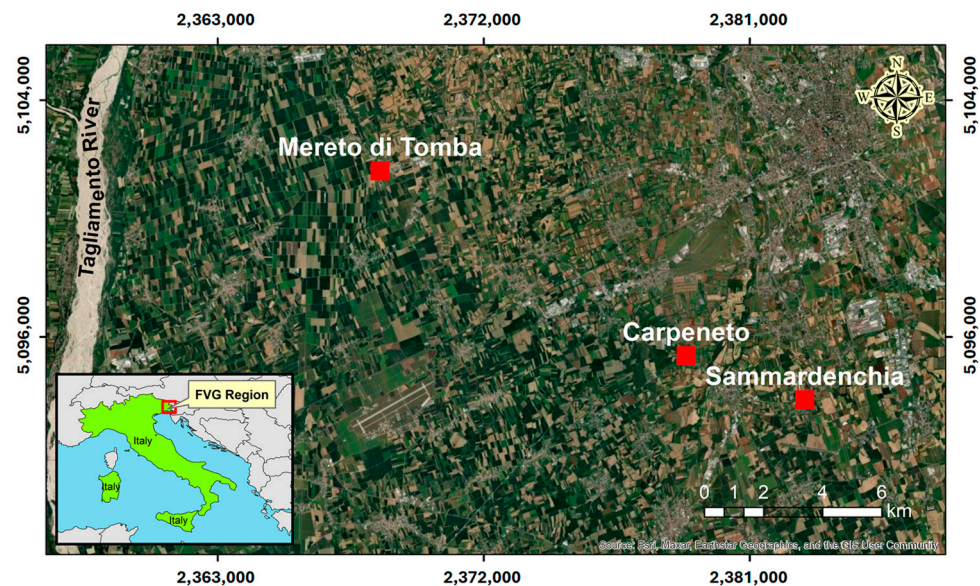 2,363,000
2,372,000
2,381,000
5,104,000
5,104,000
N
W
E
S
Mereto di Tomba
Tagliamento River
5,096,000
5,096,000
Carpeneto
Sammardenchia
FVG Region
Italy
Italy
Italy
0 1 2 4 6
km
Source: Esri, Maxar, Earthstar Geographics, and the GIS User Community
2,363,000
2,372,000
2,381,000